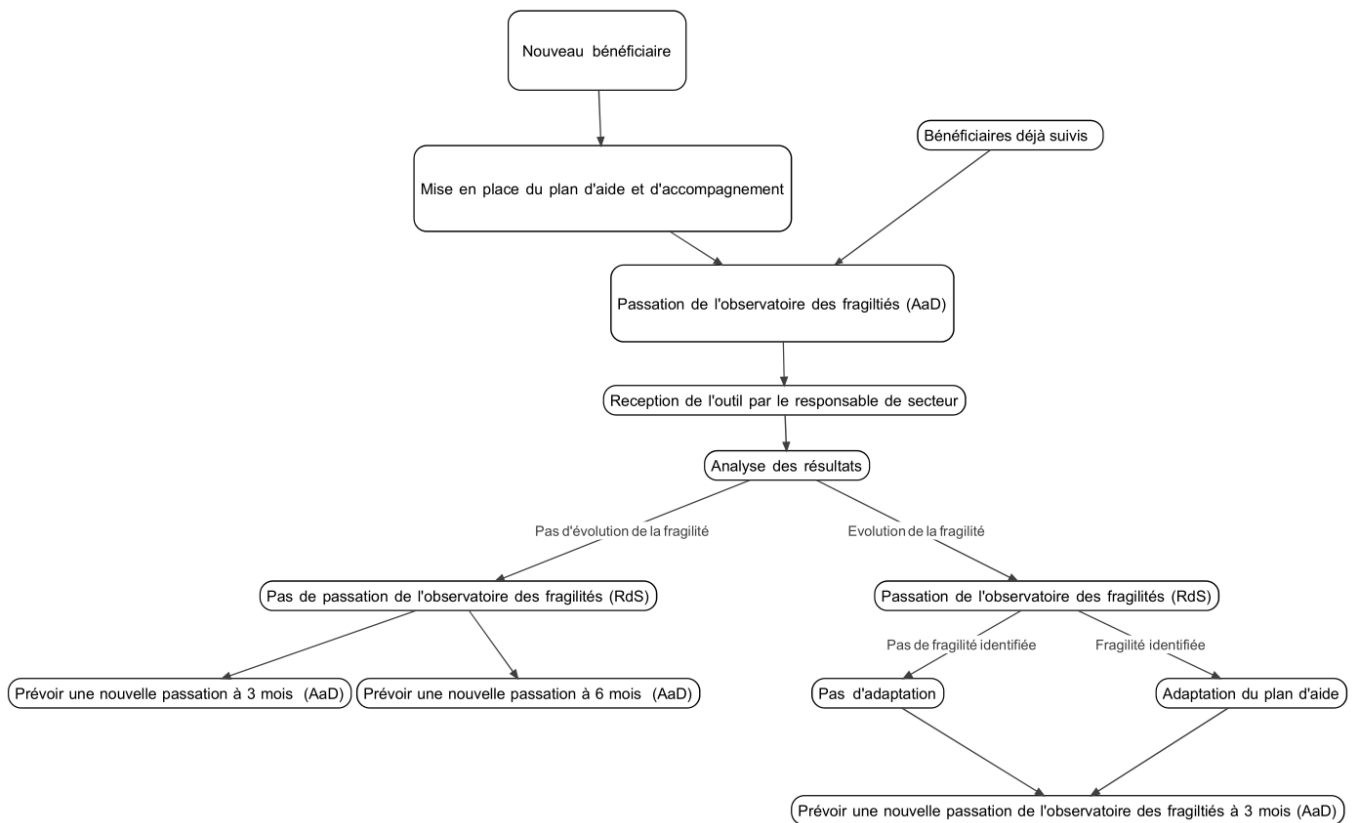 Nouveau bénéficiaire
Bénéficiaires déjà suivis
Mise en place du plan d'aide et d'accompagnement
Passation de l'observatoire des fragiltiés (AaD)
Reception de l'outil par le responsable de secteur
Analyse des résultats
Pas d'évolution de la fragilité
Evolution de la fragilité
Pas de passation de l'observatoire des fragilités (RdS)
Passation de l'observatoire des fragilités (RdS)
Pas de fragilité identifiée
Fragilité identifiée
Prévoir une nouvelle passation à 3 mois (AaD)
Prévoir une nouvelle passation à 6 mois (AaD)
Pas d'adaptation
Adaptation du plan d'aide
Prévoir une nouvelle passation de l'observatoire des fragiltiés à 3 mois (AaD)